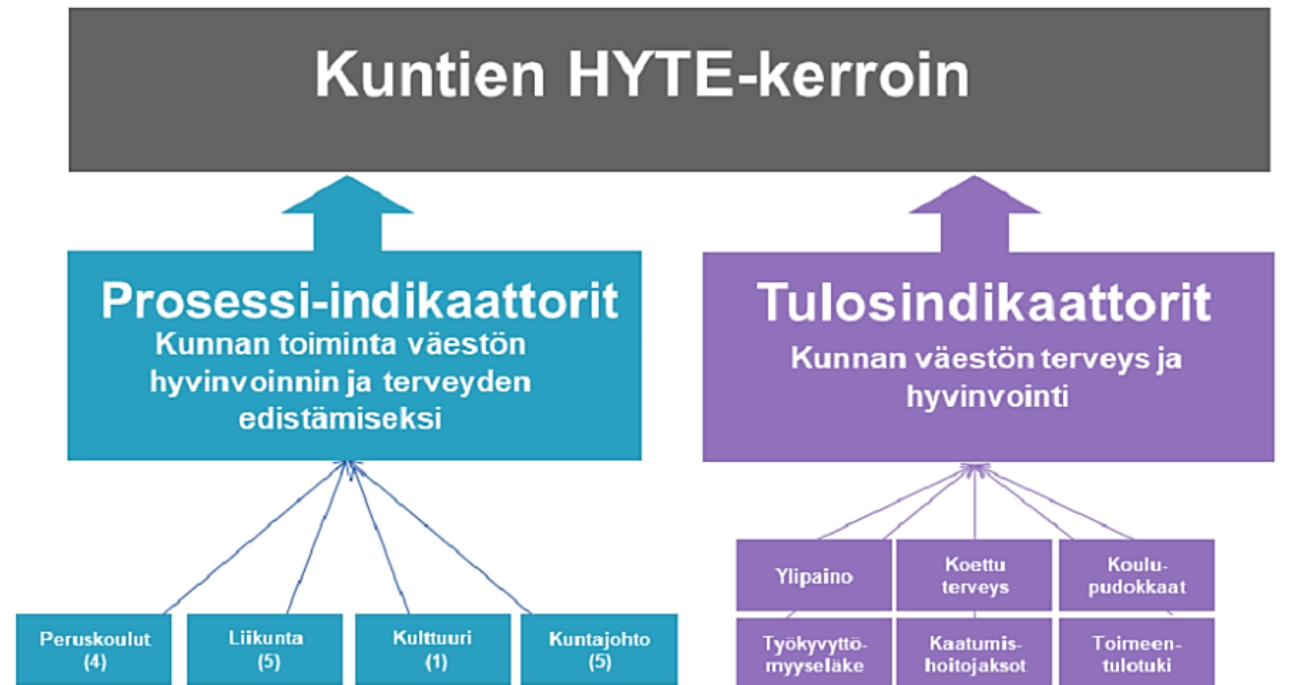 Kuntien HYTE-kerroin
Prosessi-indikaattorit
Kunnan toiminta väestön
hyvinvoinnin ja terveyden
edistämiseksi
Tulosindikaattorit
Kunnan väestön terveys ja
hyvinvointi
Peruskoulut
(4)
Liikunta
(5)
Kulttuuri
(1)
Kuntajohto
(5)
Ylipaino
Koettu
terveys
Koulu-
pudokkaat
Työkyvyttö-
myyseläke
Kaatumis-
hoitojaksot
Toimeen-
tulotuki